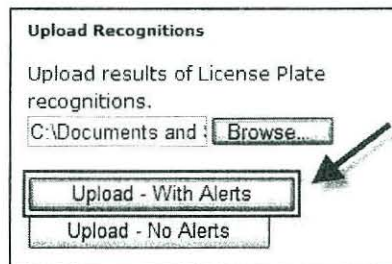 Upload Recognitions
Upload results of License Plate
recognitions.
C:\Documents and Browse...
Upload - With Alerts
Upload - No Alerts